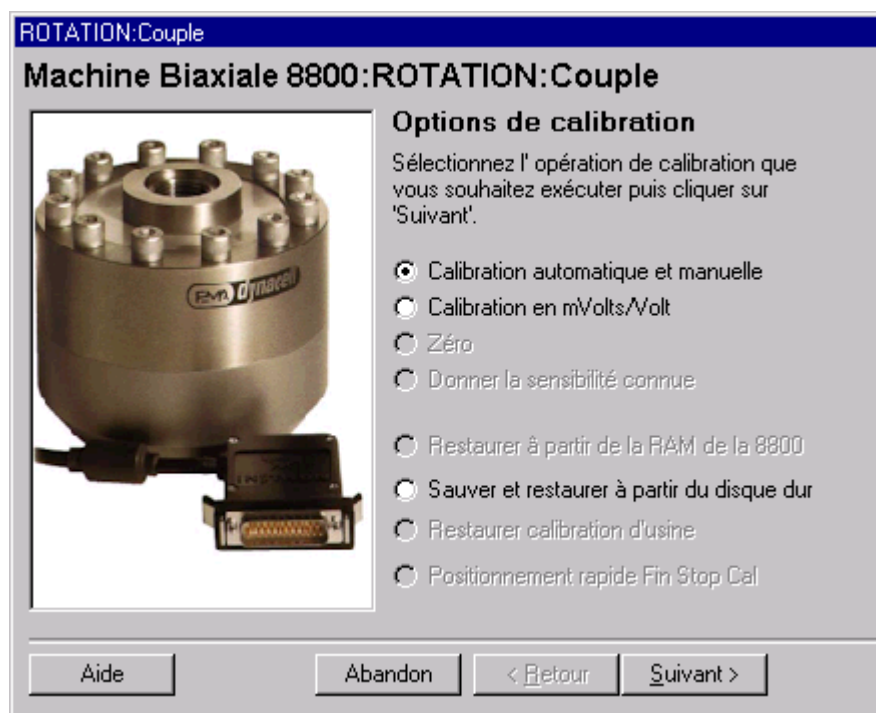 ROTATION:Couple
Machine Biaxiale 8800:ROTATION:Couple
Options de calibration
Sélectionnez l' opération de calibration que
vous souhaitez exécuter puis cliquer sur
'Suivant'.
dynacell
Calibration automatique et manuelle
Calibration en mVolts/Volt
Zéro
Donner la sensibilité connue
Restaurer à partir de la RAM de la 8800
Sauver et restaurer à partir du disque dur
Restaurer calibration d'usine
Positionnement rapide Fin Stop Cal
Aide
Abandon
< Retour
Suivant >